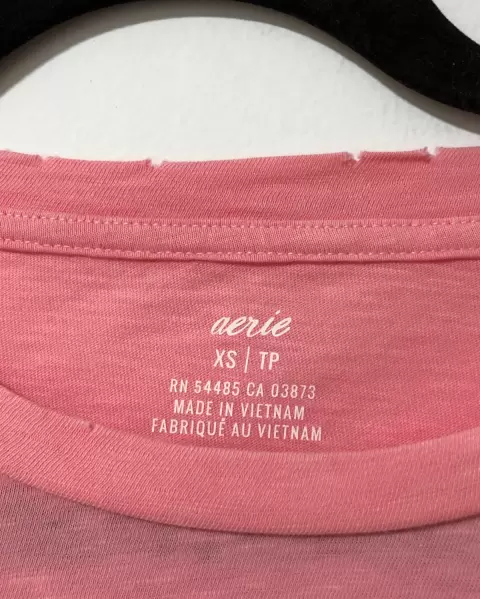 aerie
XS | TP
RN 54485 CA 03873
MADE IN VIETNAM
FABRIQUÉ AU VIETNAM